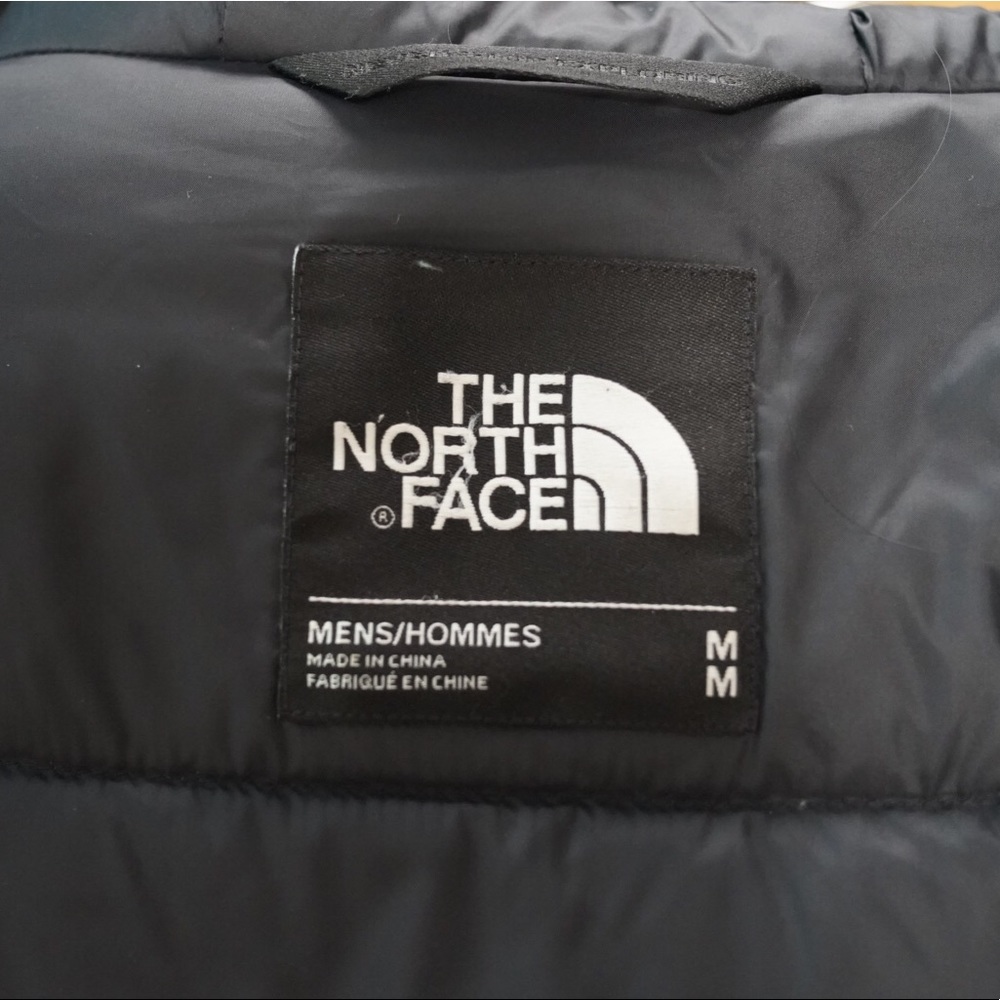 THE
NORTH
®FACE
MENS/HOMMES M
MADE IN CHINA
FABRIQUÉ EN CHINE M